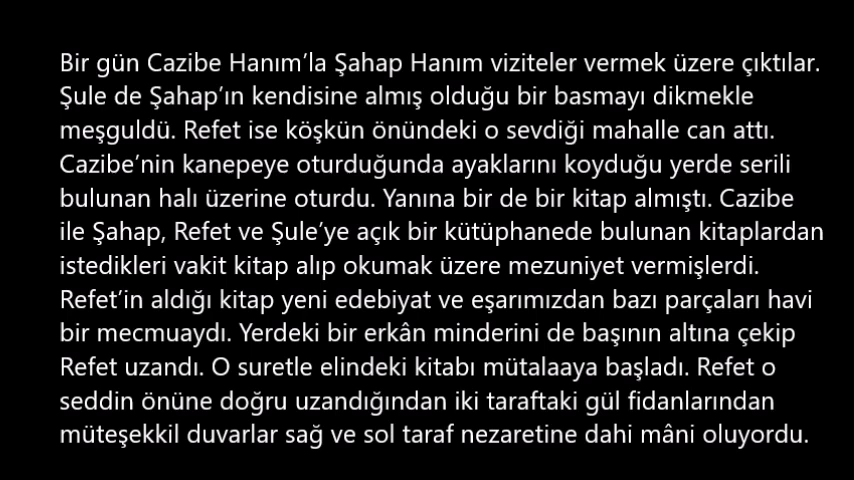 Bir gün Cazibe Hanım’la Şahap Hanım viziteler vermek üzere çıktılar.
Şule de Şahap’ın kendisine almış olduğu bir basmayı dikmekle
meşguldü. Refet ise köşkün önündeki o sevdiği mahalle can attı.
Cazibe’nin kanepeye oturduğunda ayaklarını koyduğu yerde serili
bulunan halı üzerine oturdu. Yanına bir de bir kitap almıştı. Cazibe
ile Şahap, Refet ve Şule’ye açık bir kütüphanede bulunan kitaplardan
istedikleri vakit kitap alıp okumak üzere mezuniyet vermişlerdi.
Refet’in aldığı kitap yeni edebiyat ve eşarımızdan bazı parçaları havi
bir mecmuaydı. Yerdeki bir erkân minderini de başının altına çekip
Refet uzandı. O suretle elindeki kitabı mütalaaya başladı. Refet o
seddin önüne doğru uzandığından iki taraftaki gül fidanlarından
müteşekkil duvarlar sağ ve sol taraf nezaretine dahi mâni oluyordu.